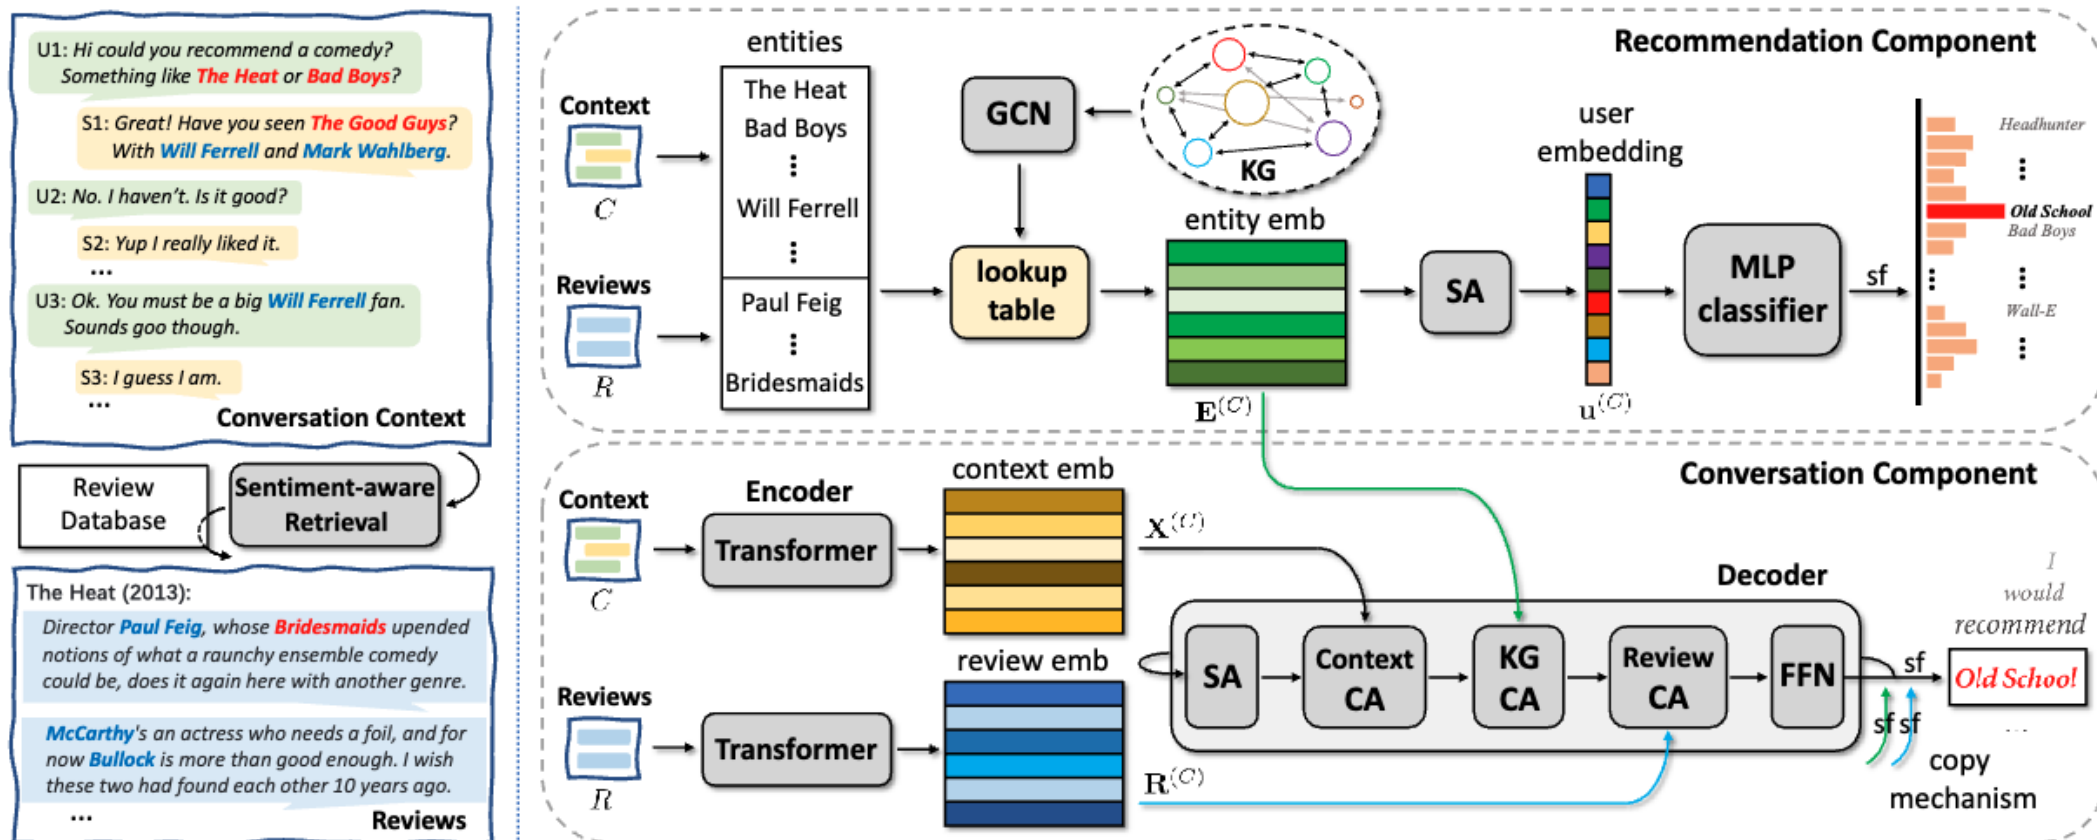 U1: Hi could you recommend a comedy?
Something like The Heat or Bad Boys?
S1: Great! Have you seen The Good Guys?
With Will Ferrell and Mark Wahlberg.
U2: No. I haven't. Is it good?
S2: Yup I really liked it.
...
U3: Ok. You must be a big Will Ferrell fan.
Sounds goo though.
S3: I guess I am.
...
Conversation Context
Review
Database
Sentiment-aware
Retrieval
The Heat (2013):
Director Paul Feig, whose Bridesmaids upended
notions of what a raunchy ensemble comedy
could be, does it again here with another genre.
McCarthy's an actress who needs a foil, and for
now Bullock is more than good enough. I wish
these two had found each other 10 years ago.
...
Reviews
Recommendation Component
Context
C
Reviews
R
entities
The Heat
Bad Boys
⋮
Will Ferrell
⋮
Paul Feig
⋮
Bridesmaids
GCN
KG
lookup
table
entity emb
E(C)
SA
user
embedding
u(C)
MLP
classifier
sf
Headhunter
⋮
Old School
Bad Boys
⋮ ⋮
Wall-E
⋮
Conversation Component
Context
C
Reviews
R
Encoder
Transformer
Transformer
context emb
X(C)
review emb
R(C)
Decoder
SA
Context
CA
KG
CA
Review
CA
FFN
sf
sf sf
copy
mechanism
I
would
recommend
Old School
...